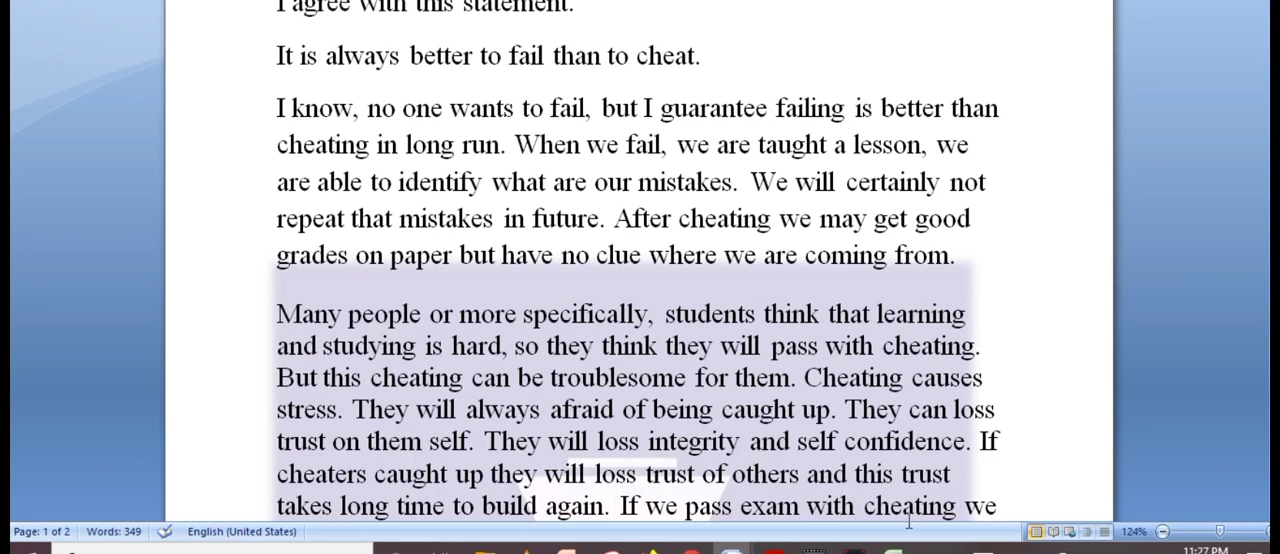 I agree with this statement.
It is always better to fail than to cheat.
I know, no one wants to fail, but I guarantee failing is better than
cheating in long run. When we fail, we are taught a lesson, we
are able to identify what are our mistakes. We will certainly not
repeat that mistakes in future. After cheating we may get good
grades on paper but have no clue where we are coming from.
Many people or more specifically, students think that learning
and studying is hard, so they think they will pass with cheating.
But this cheating can be troublesome for them. Cheating causes
stress. They will always afraid of being caught up. They can loss
trust on them self. They will loss integrity and self confidence. If
cheaters caught up they will loss trust of others and this trust
takes long time to build again. If we pass exam with cheating we
Page: 1 of 2 Words: 349 English (United States) 124%
11:27 PM